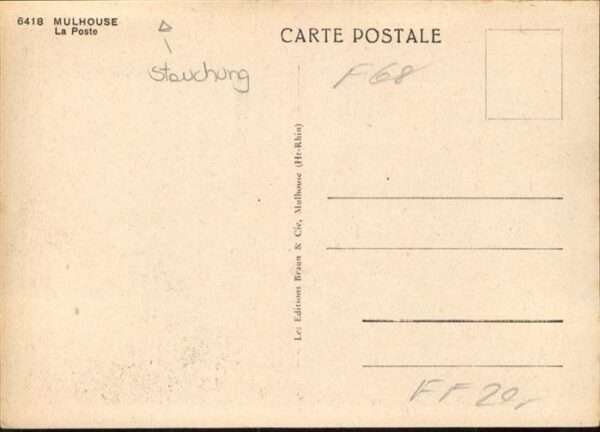 6418 MULHOUSE
La Poste
Stauchung
CARTE POSTALE
F68
Les Editions Braun & Cie, Mulhouse (Ht-Rhin)
FF 20,